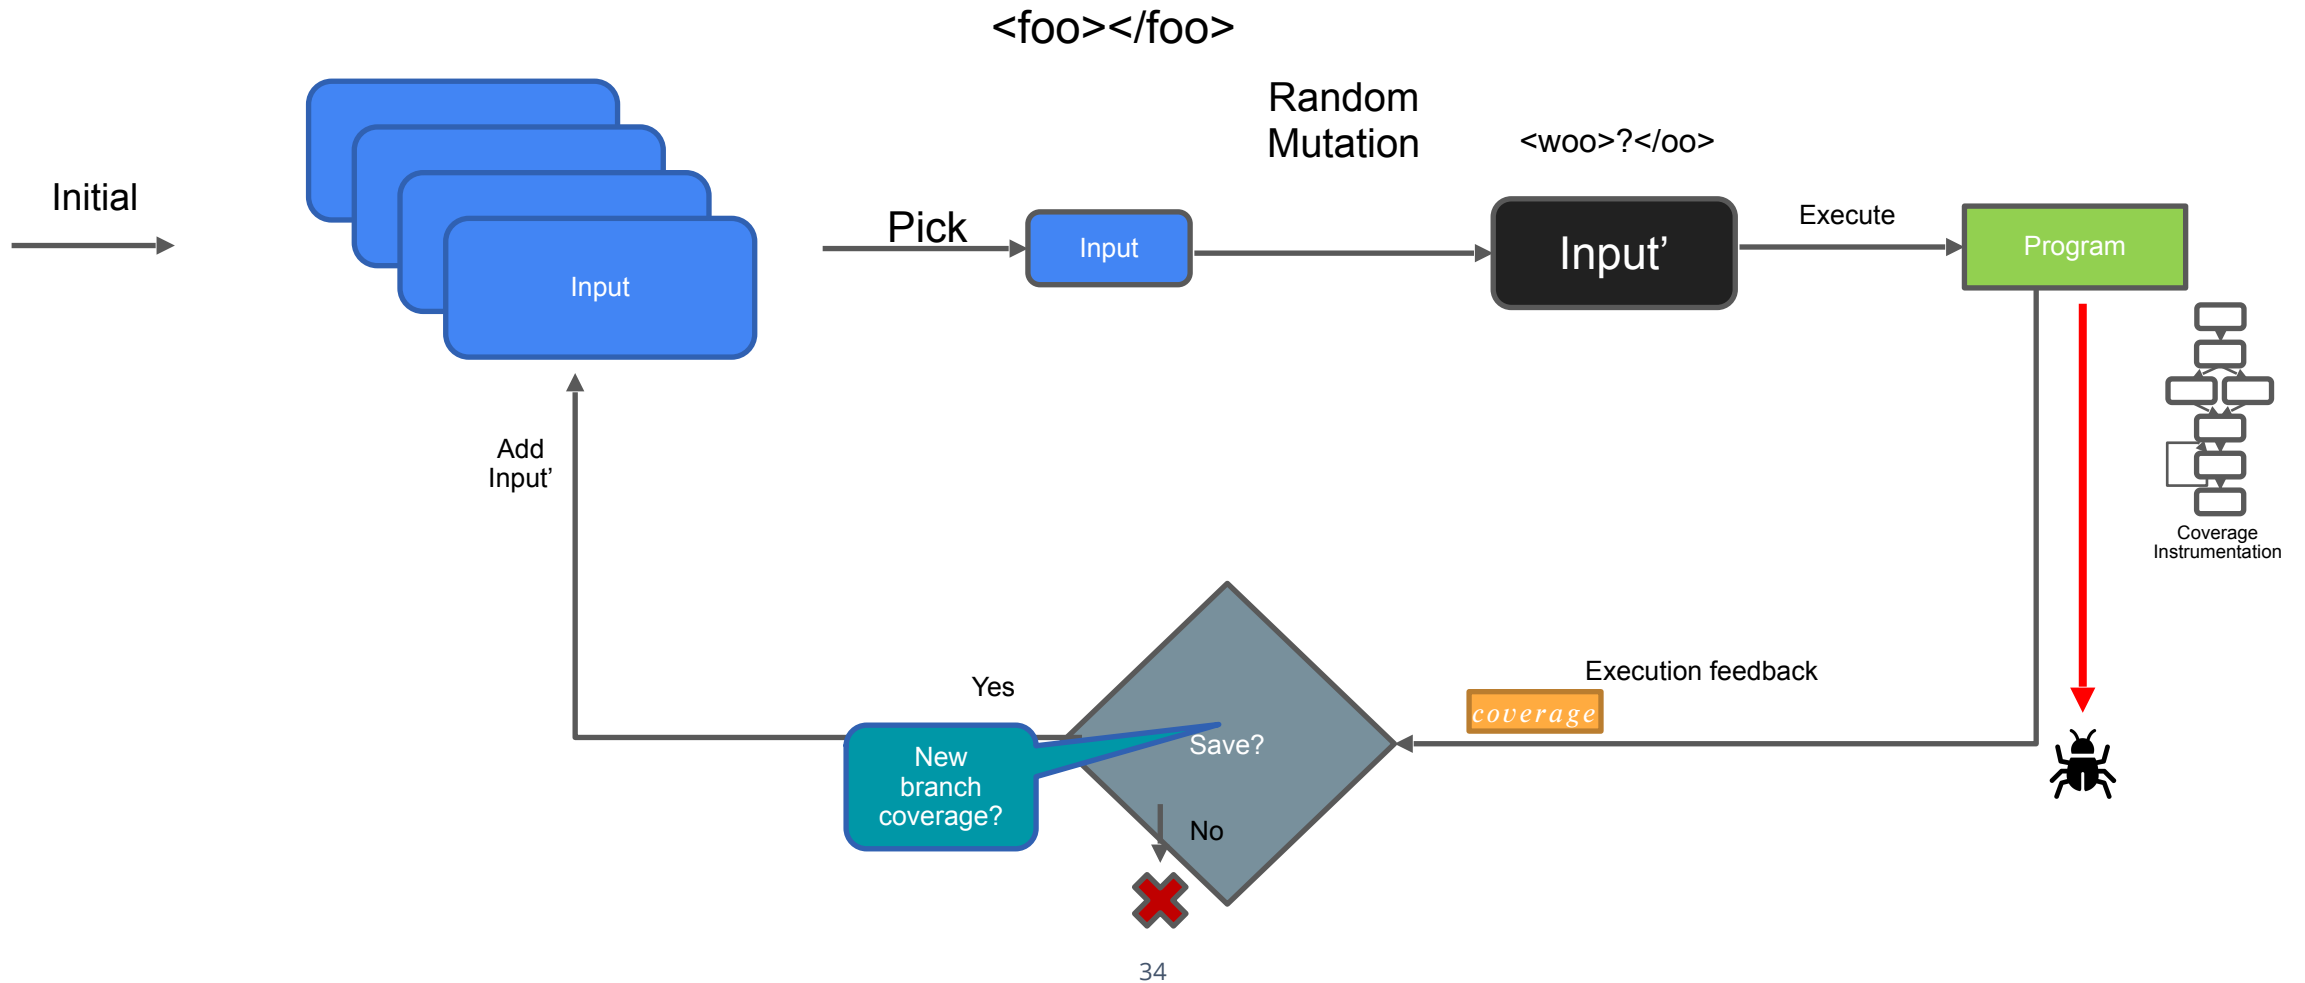 <foo></foo>
Random
Mutation
<woo>?</oo>
Initial
Pick
Input
Input
Input’
Execute
Program
Add
Input’
Coverage
Instrumentation
Execution feedback
coverage
Yes
New
branch
coverage?
Save?
No
34